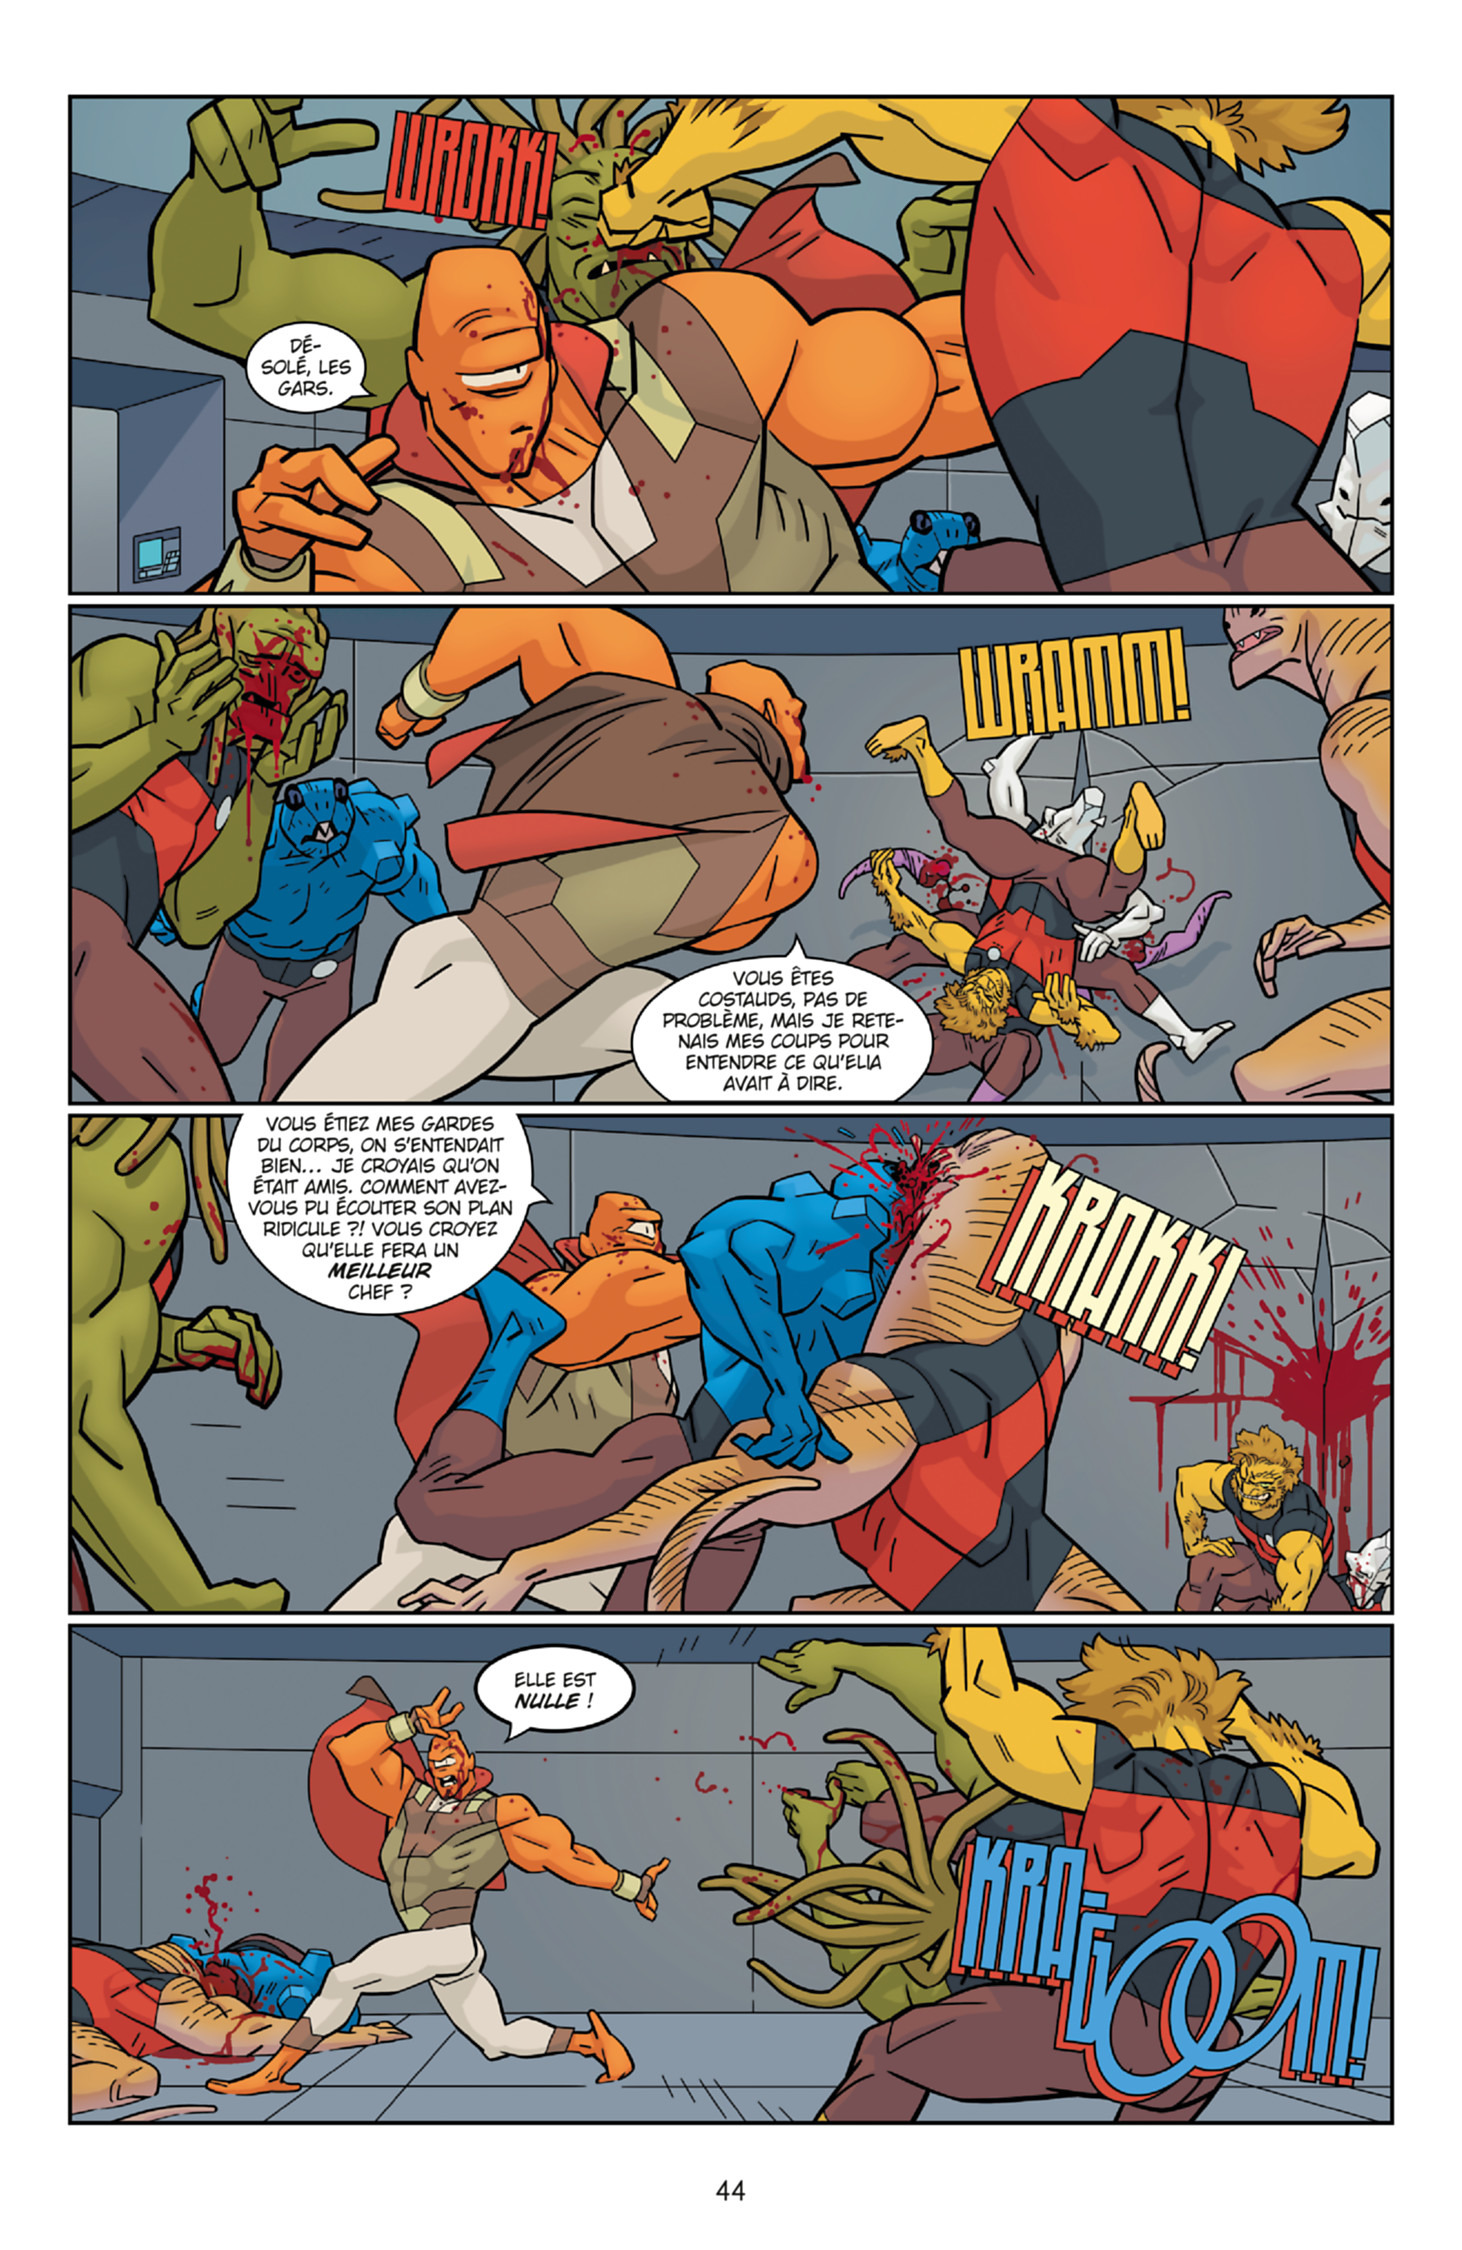 WROKK!
DÉ-
SOLÉ, LES
GARS.
WRAMM!
VOUS ÊTES
COSTAUDS, PAS DE
PROBLÈME, MAIS JE RETE-
NAIS MES COUPS POUR
ENTENDRE CE QU'ELIA
AVAIT À DIRE.
VOUS ÉTIEZ MES GARDES
DU CORPS, ON S'ENTENDAIT
BIEN... JE CROYAIS QU'ON
ÉTAIT AMIS. COMMENT AVEZ-
VOUS PU ÉCOUTER SON PLAN
RIDICULE ?! VOUS CROYEZ
QU'ELLE FERA UN
MEILLEUR
CHEF ?
KRAKK!
ELLE EST
NULLE !
KRA-
GOOM!
44